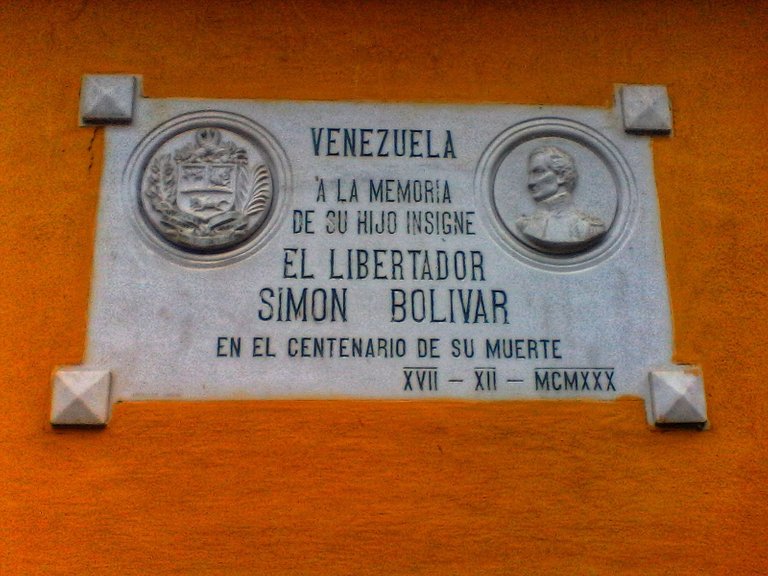 VENEZUELA
A LA MEMORIA
DE SU HIJO INSIGNE
EL LIBERTADOR
SIMON BOLIVAR
EN EL CENTENARIO DE SU MUERTE
XVII - XII - MCMXXX